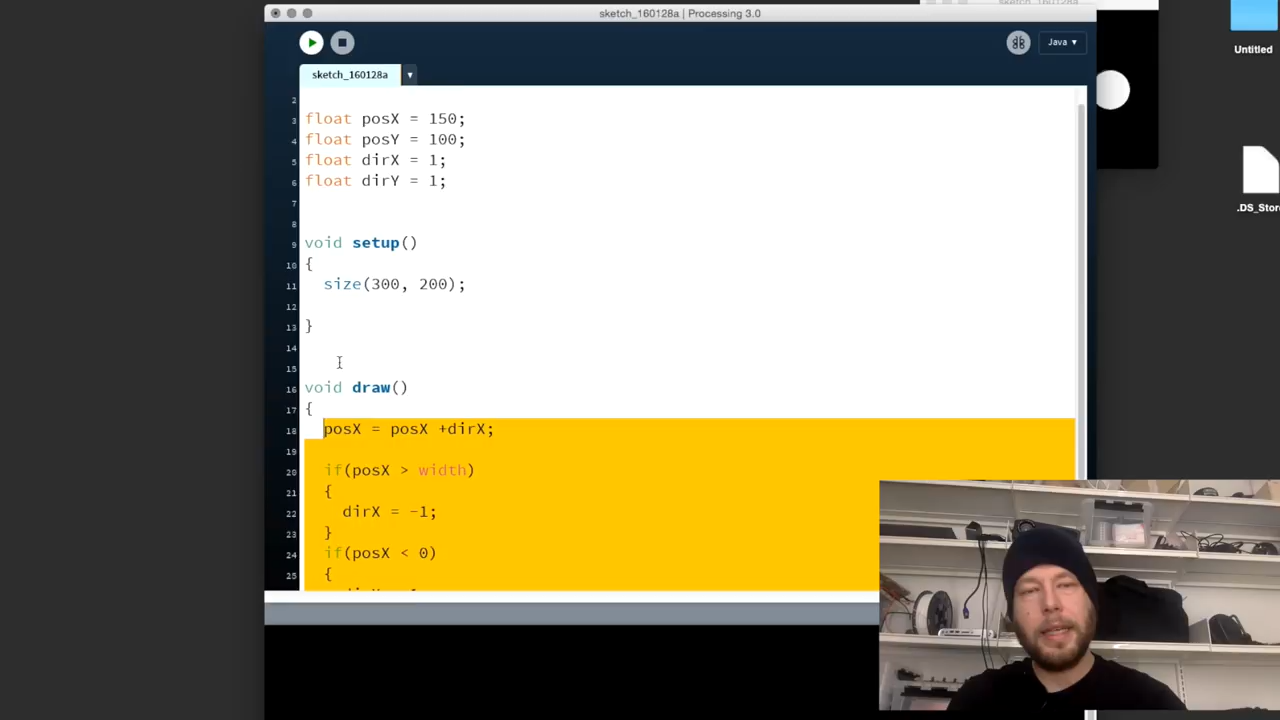 sketch_160128a | Processing 3.0
sketch_160128a
Untitled
Java ▾
sketch_160128a ▾
2
3 float posX = 150;
4 float posY = 100;
5 float dirX = 1;
6 float dirY = 1;
7
8
9 void setup()
10 {
11 size(300, 200);
12
13 }
14
15
16 void draw()
17 {
18 posX = posX +dirX;
19
20 if(posX > width)
21 {
22 dirX = -1;
23 }
24 if(posX < 0)
25 {
.DS_Stor